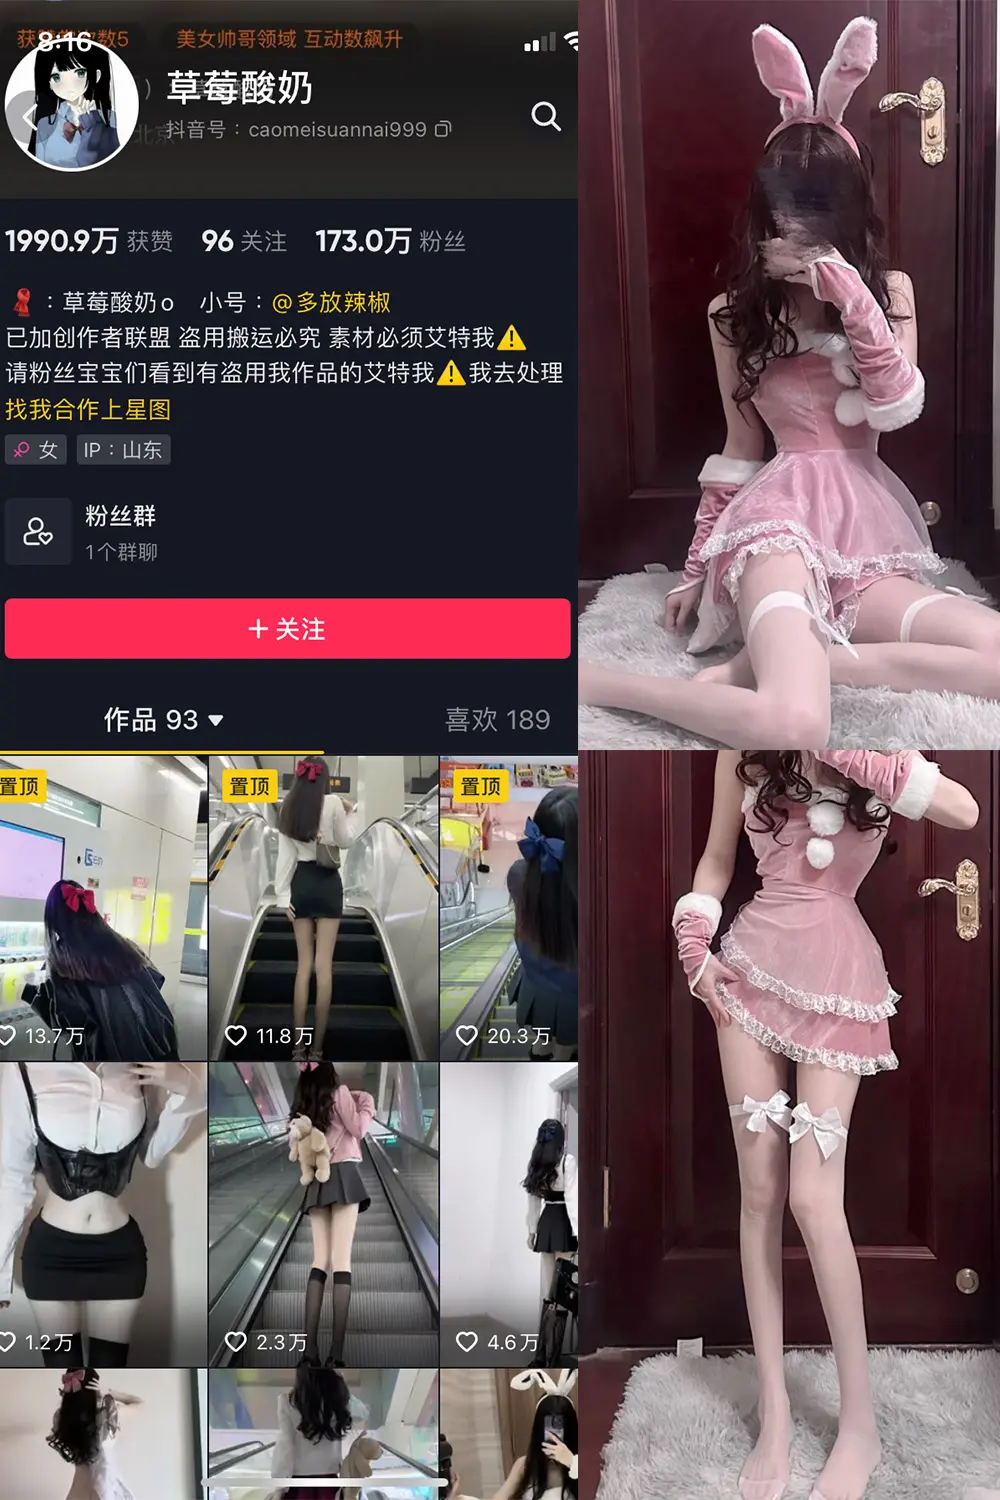 获赞 次数5 美女帅哥领域 互动数飙升
8:16
草莓酸奶
抖音号：caomeisuannai999
北京
1990.9万 获赞 96 关注 173.0万 粉丝
：草莓酸奶o 小号：@多放辣椒
已加创作者联盟 盗用搬运必究 素材必须艾特我⚠️
请粉丝宝宝们看到有盗用我作品的艾特我⚠️我去处理
找我合作上星图
女 IP：山东
粉丝群
1个群聊
+ 关注
作品 93 ▼ 喜欢 189
置顶 置顶 置顶
13.7万 11.8万 20.3万
1.2万 2.3万 4.6万